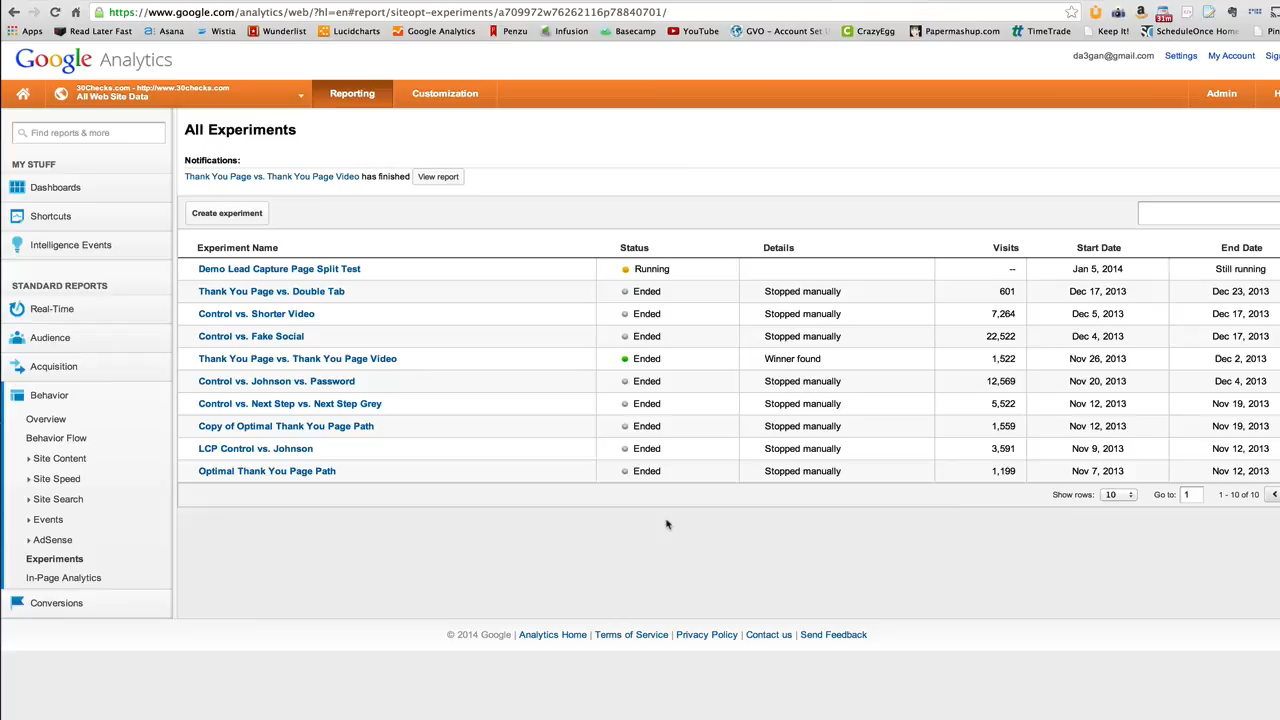 https://www.google.com/analytics/web/?hl=en#report/siteopt-experiments/a709972w76262116p78840701/
31m
Apps Read Later Fast Asana Wistia Wunderlist Lucidcharts Google Analytics Penzu Infusion Basecamp YouTube GVO - Account Set CrazyEgg Papermashup.com TimeTrade Keep It! ScheduleOnce Home
Google Analytics
da3gan@gmail.com Settings My Account
30Checks.com - http://www.30checks.com
All Web Site Data
Reporting Customization Admin
All Experiments
Find reports & more
Notifications:
Thank You Page vs. Thank You Page Video has finished View report
MY STUFF
Dashboards
Shortcuts
Intelligence Events
STANDARD REPORTS
Real-Time
Audience
Acquisition
Behavior
Overview
Behavior Flow
Site Content
Site Speed
Site Search
Events
AdSense
Experiments
In-Page Analytics
Conversions
Create experiment
Experiment Name Status Details Visits Start Date End Date
Demo Lead Capture Page Split Test Running -- Jan 5, 2014 Still running
Thank You Page vs. Double Tab Ended Stopped manually 601 Dec 17, 2013 Dec 23, 2013
Control vs. Shorter Video Ended Stopped manually 7,264 Dec 5, 2013 Dec 17, 2013
Control vs. Fake Social Ended Stopped manually 22,522 Dec 4, 2013 Dec 17, 2013
Thank You Page vs. Thank You Page Video Ended Winner found 1,522 Nov 26, 2013 Dec 2, 2013
Control vs. Johnson vs. Password Ended Stopped manually 12,569 Nov 20, 2013 Dec 4, 2013
Control vs. Next Step vs. Next Step Grey Ended Stopped manually 5,522 Nov 12, 2013 Nov 19, 2013
Copy of Optimal Thank You Page Path Ended Stopped manually 1,559 Nov 12, 2013 Nov 19, 2013
LCP Control vs. Johnson Ended Stopped manually 3,591 Nov 9, 2013 Nov 12, 2013
Optimal Thank You Page Path Ended Stopped manually 1,199 Nov 7, 2013 Nov 12, 2013
Show rows: 10 Go to: 1 1 - 10 of 10
© 2014 Google | Analytics Home | Terms of Service | Privacy Policy | Contact us | Send Feedback